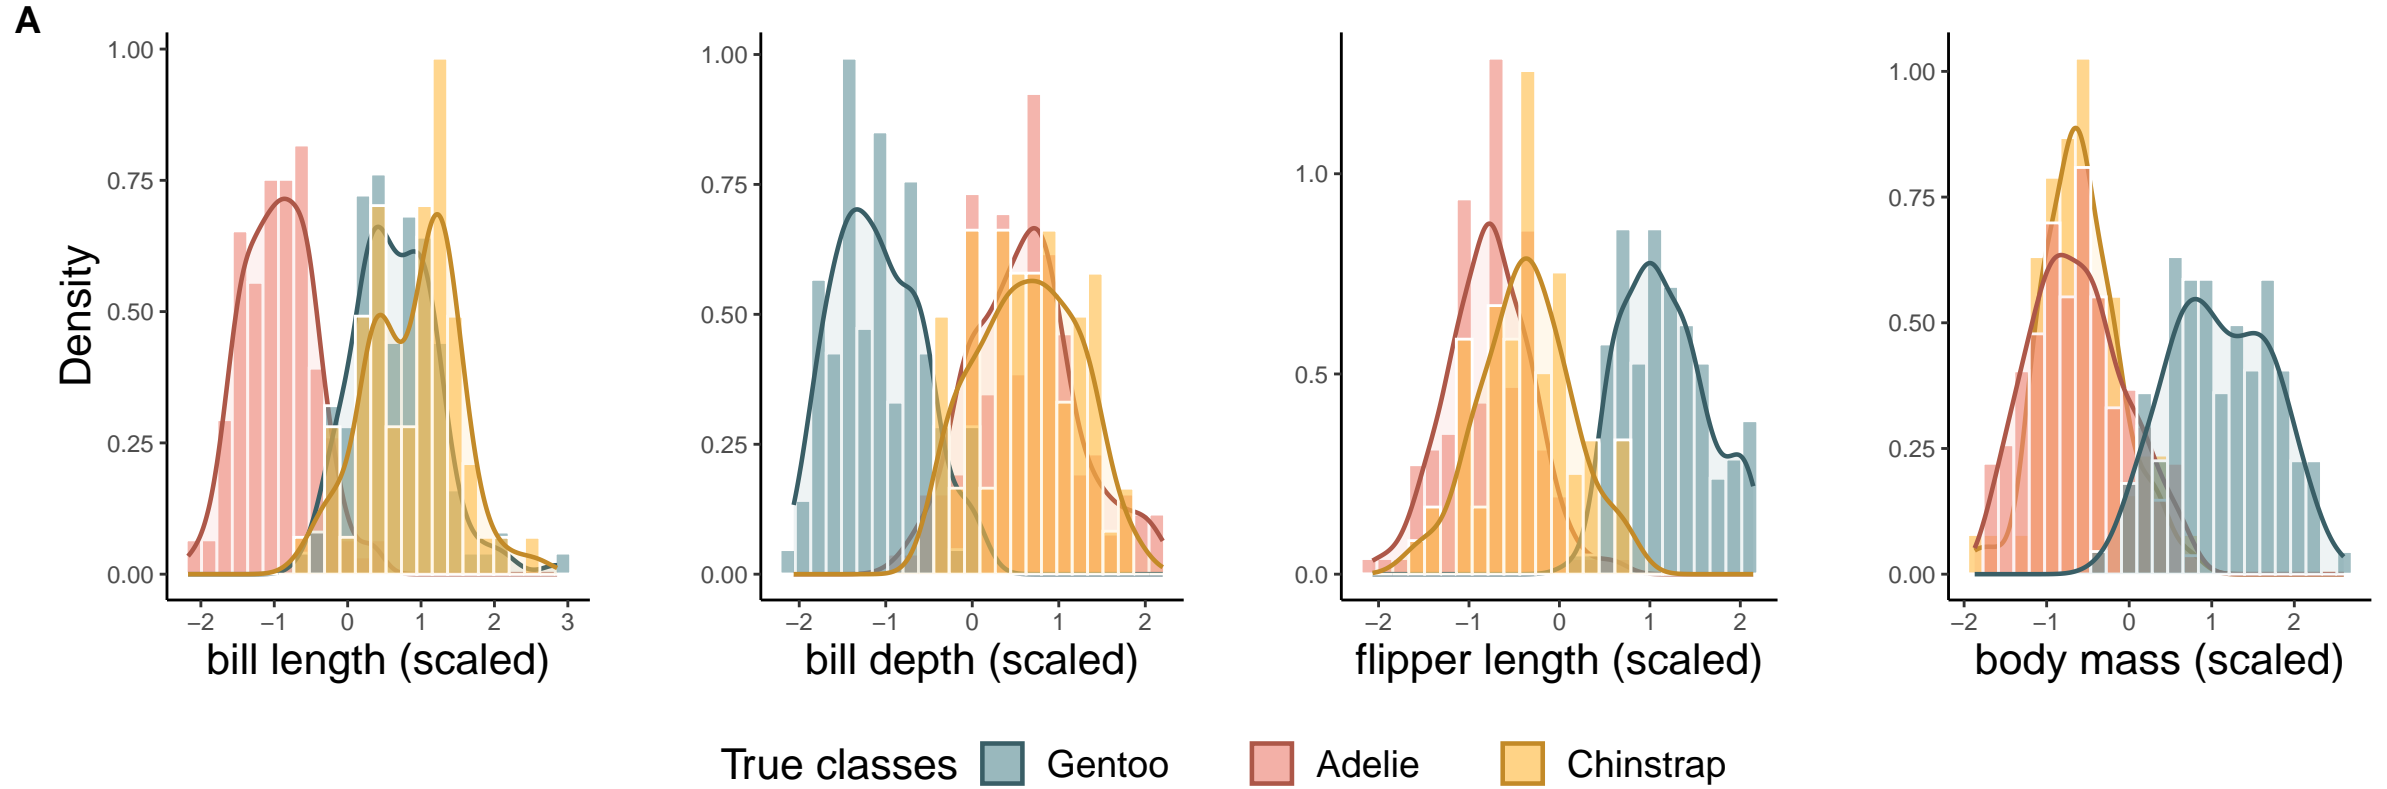 A
1.00
0.75
0.50
0.25
0.00
Density
−2 −1 0 1 2 3
bill length (scaled)
1.00
0.75
0.50
0.25
0.00
−2 −1 0 1 2
bill depth (scaled)
1.0
0.5
0.0
−2 −1 0 1 2
flipper length (scaled)
1.00
0.75
0.50
0.25
0.00
−2 −1 0 1 2
body mass (scaled)
True classes Gentoo Adelie Chinstrap